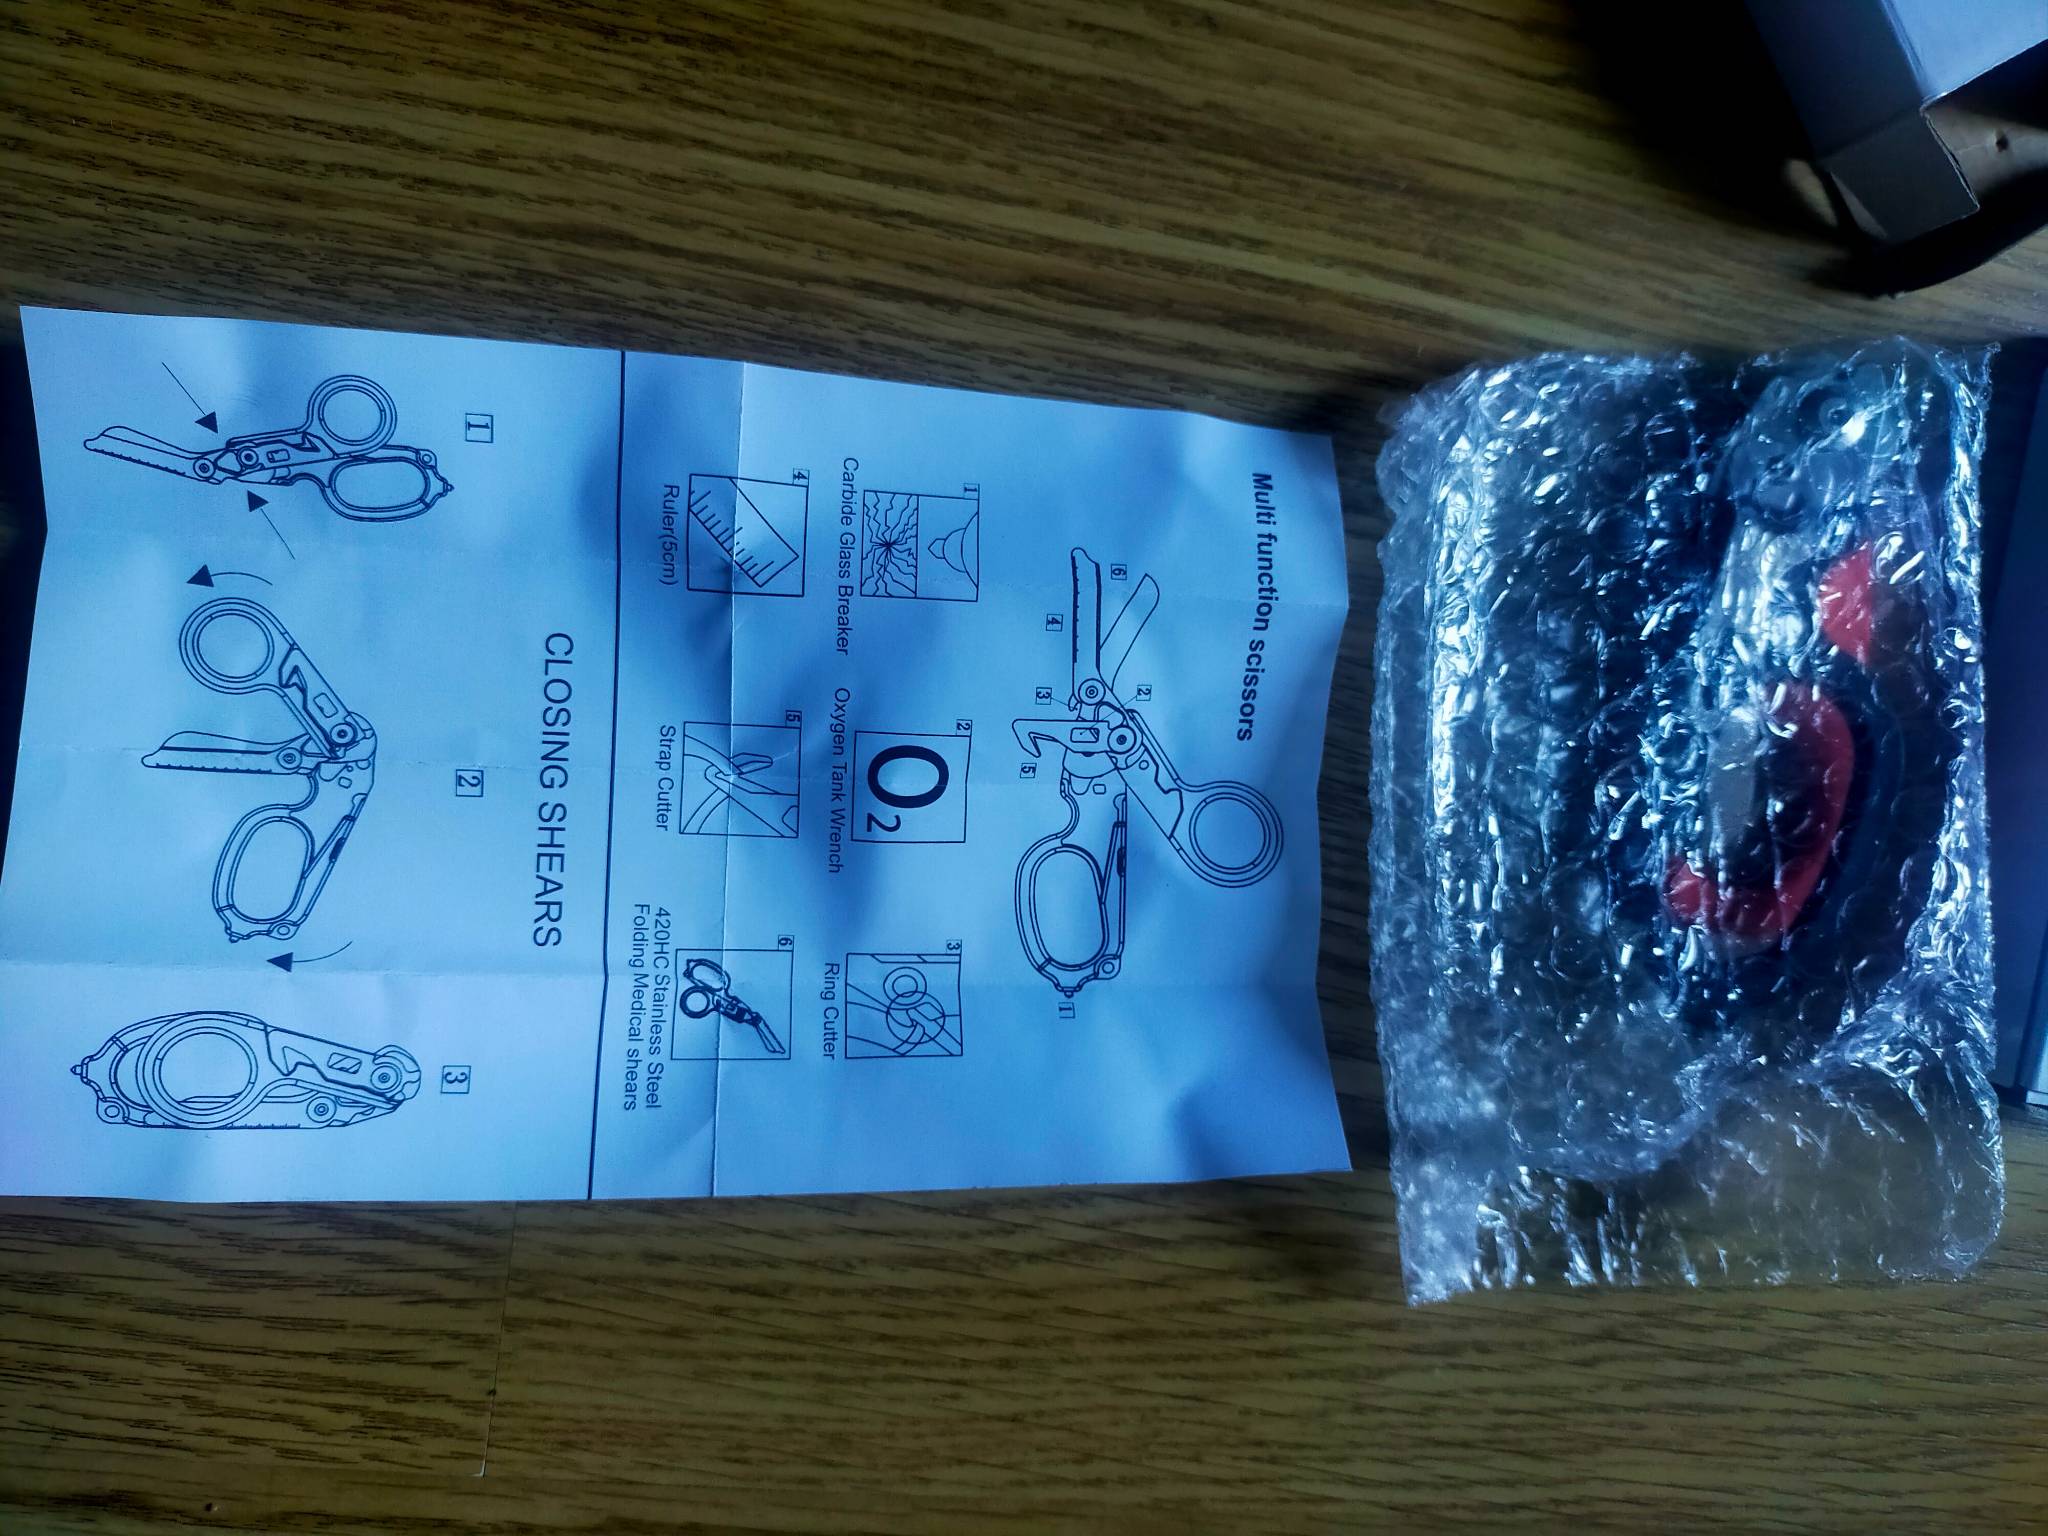 Multi function scissors
6
2
4
3
5
1
1
2
O2
3
Carbide Glass Breaker
Oxygen Tank Wrench
Ring Cutter
4
5
6
Ruler(5cm)
Strap Cutter
420HC Stainless Steel
Folding Medical shears
CLOSING SHEARS
1
2
3